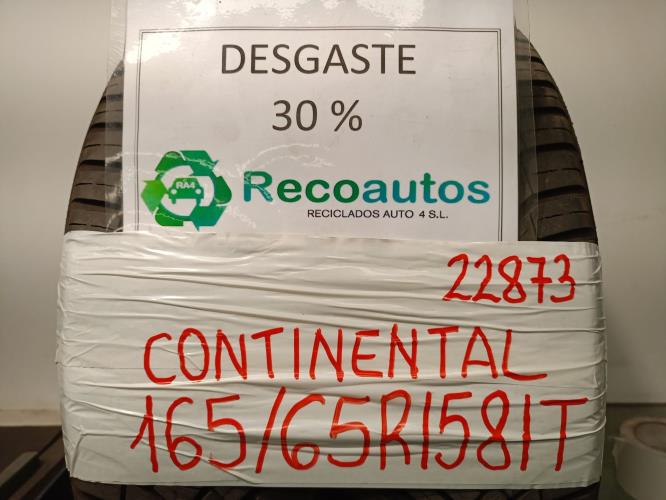 DESGASTE
30 %
RA4
Recoautos
RECICLADOS AUTO 4 S.L.
22873
CONTINENTAL
165/65R1581T